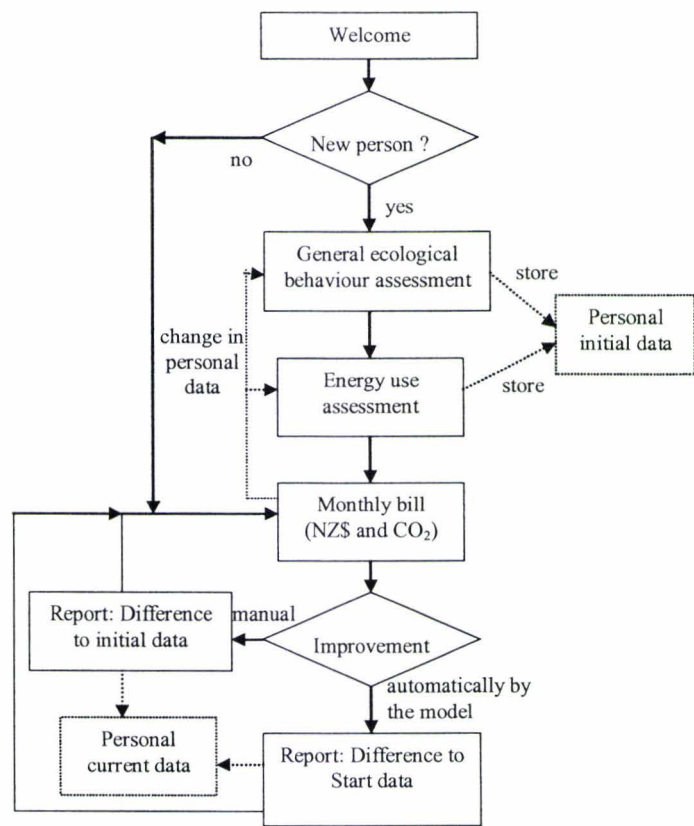 Welcome
New person ?
no
yes
General ecological
behaviour assessment
store
Personal
initial data
change in
personal
data
Energy use
assessment
store
Monthly bill
(NZ$ and CO₂)
Report: Difference
to initial data
manual
Improvement
automatically by
the model
Personal
current data
Report: Difference to
Start data